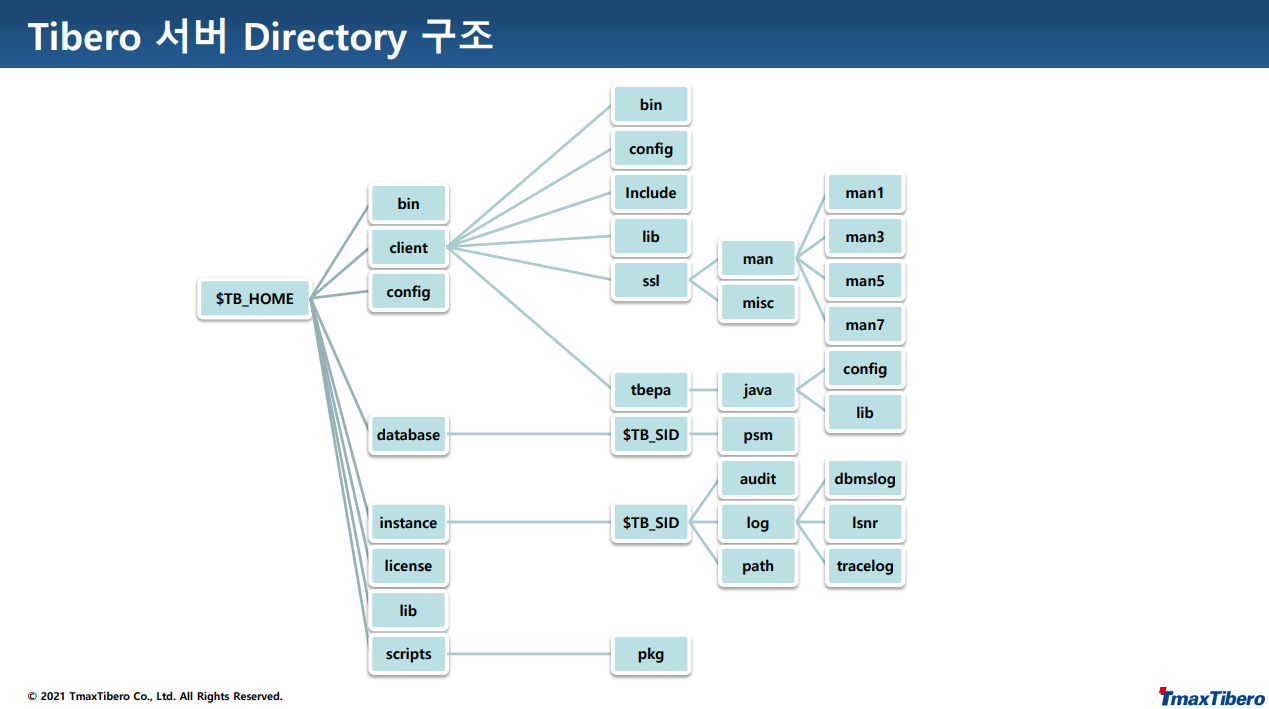 Tibero 서버 Directory 구조
$TB_HOME
bin
client
config
database
instance
license
lib
scripts
bin
config
Include
lib
ssl
tbepa
$TB_SID
$TB_SID
pkg
man
misc
java
psm
audit
log
path
man1
man3
man5
man7
config
lib
dbmslog
lsnr
tracelog
© 2021 TmaxTibero Co., Ltd. All Rights Reserved.
TmaxTibero